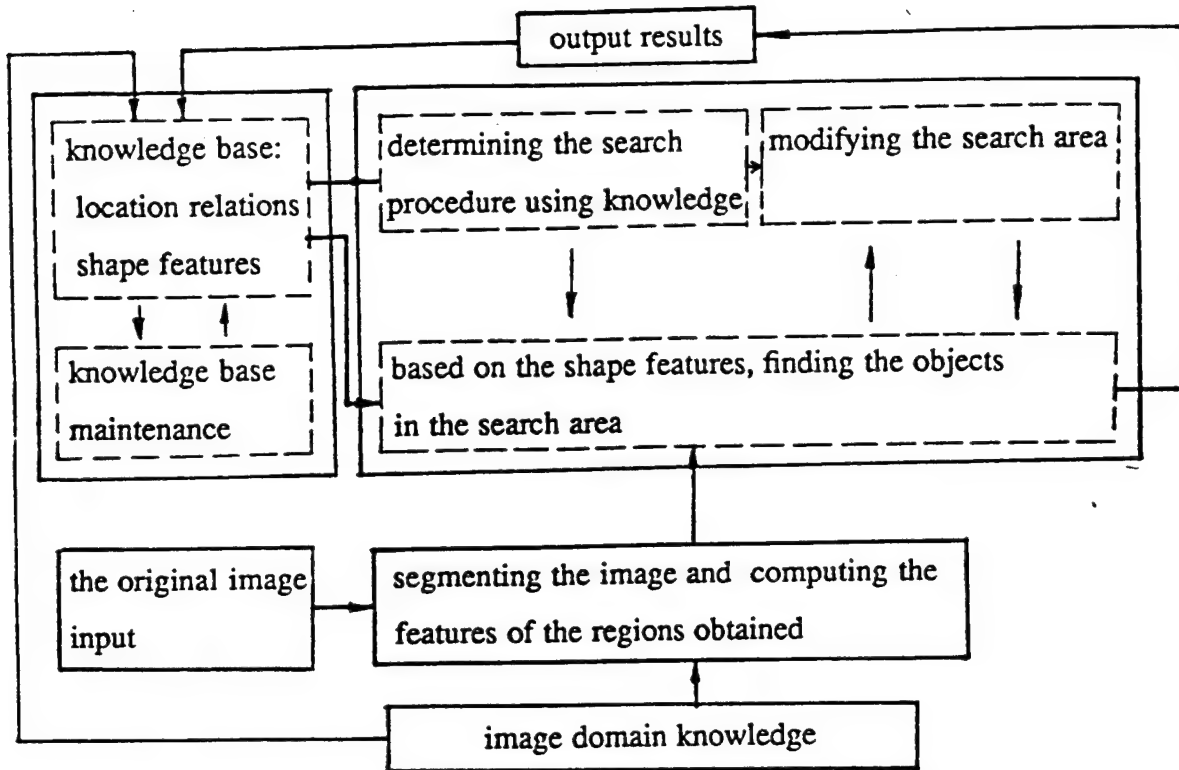 output results
knowledge base:
location relations
shape features
determining the search
procedure using knowledge
modifying the search area
knowledge base
maintenance
based on the shape features, finding the objects
in the search area
the original image
input
segmenting the image and computing the
features of the regions obtained
image domain knowledge